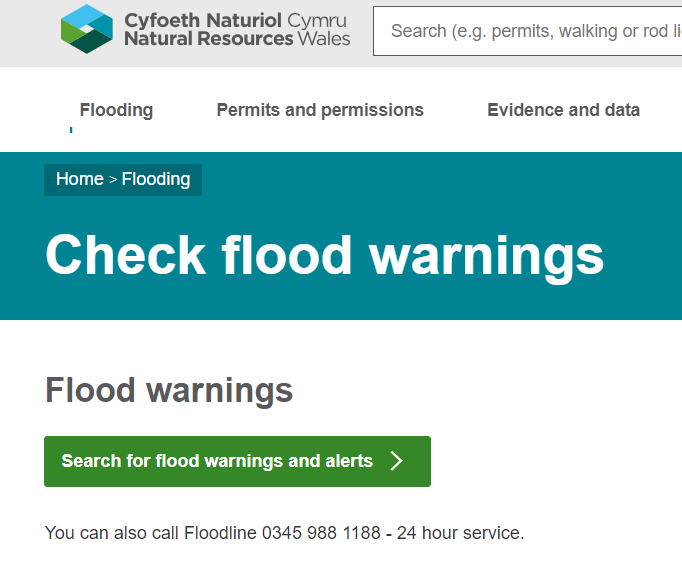 Cyfoeth Naturiol Cymru
Natural Resources Wales
Search (e.g. permits, walking or rod
Flooding
Permits and permissions
Evidence and data
Home > Flooding
Check flood warnings
Flood warnings
Search for flood warnings and alerts
You can also call Floodline 0345 988 1188 - 24 hour service.